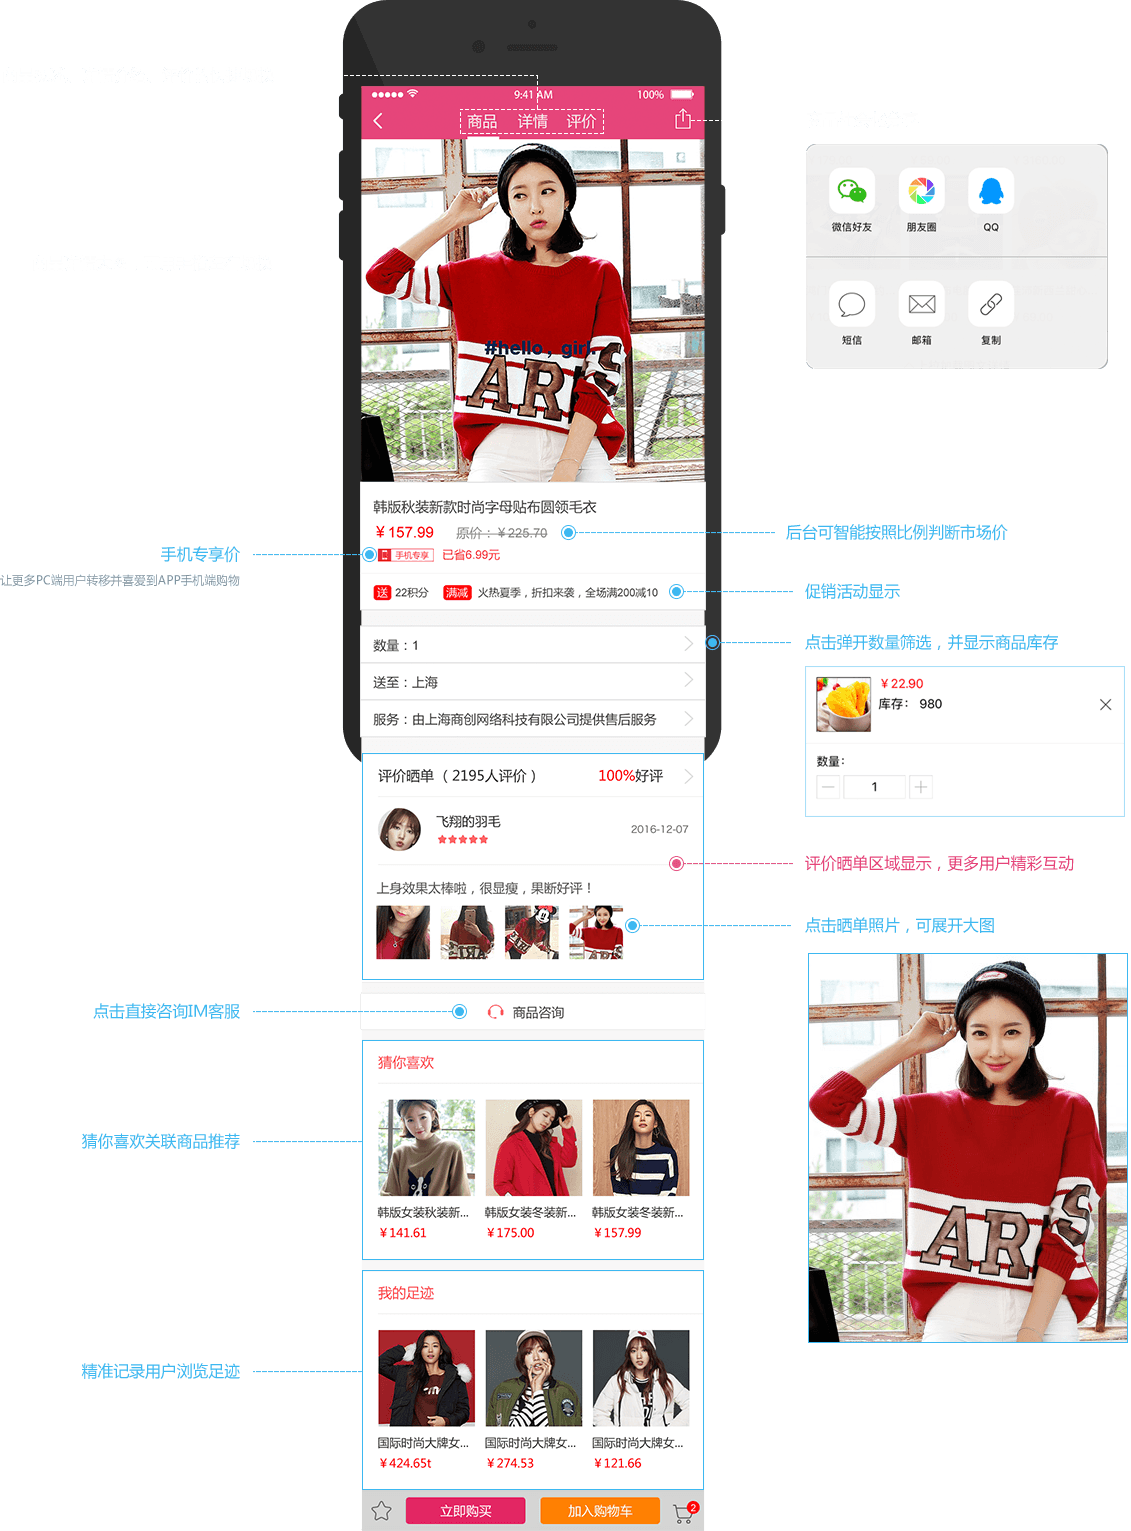 9:41 AM
100%
商品 详情 评价
微信好友 朋友圈 QQ
短信 邮箱 复制
#hello, girl.
ARIS
韩版秋装新款时尚字母贴布圆领毛衣
￥157.99 原价：￥225.70
后台可智能按照比例判断市场价
手机专享价
手机专享 已省6.99元
让更多PC端用户转移并喜爱到APP手机端购物
送 22积分 满减 火热夏季，折扣来袭，全场满200减10
促销活动显示
数量：1
点击弹开数量筛选，并显示商品库存
送至：上海
￥22.90
库存： 980
服务：由上海商创网络科技有限公司提供售后服务
数量：
1
评价晒单（2195人评价） 100%好评
飞翔的羽毛
2016-12-07
评价晒单区域显示，更多用户精彩互动
上身效果太棒啦，很显瘦，果断好评！
点击晒单照片，可展开大图
点击直接咨询IM客服
商品咨询
猜你喜欢
猜你喜欢关联商品推荐
韩版女装秋装新... 韩版女装冬装新... 韩版女装冬装新...
￥141.61 ￥175.00 ￥157.99
ARIS
我的足迹
精准记录用户浏览足迹
国际时尚大牌女... 国际时尚大牌女... 国际时尚大牌女...
￥424.65t ￥274.53 ￥121.66
立即购买 加入购物车 2